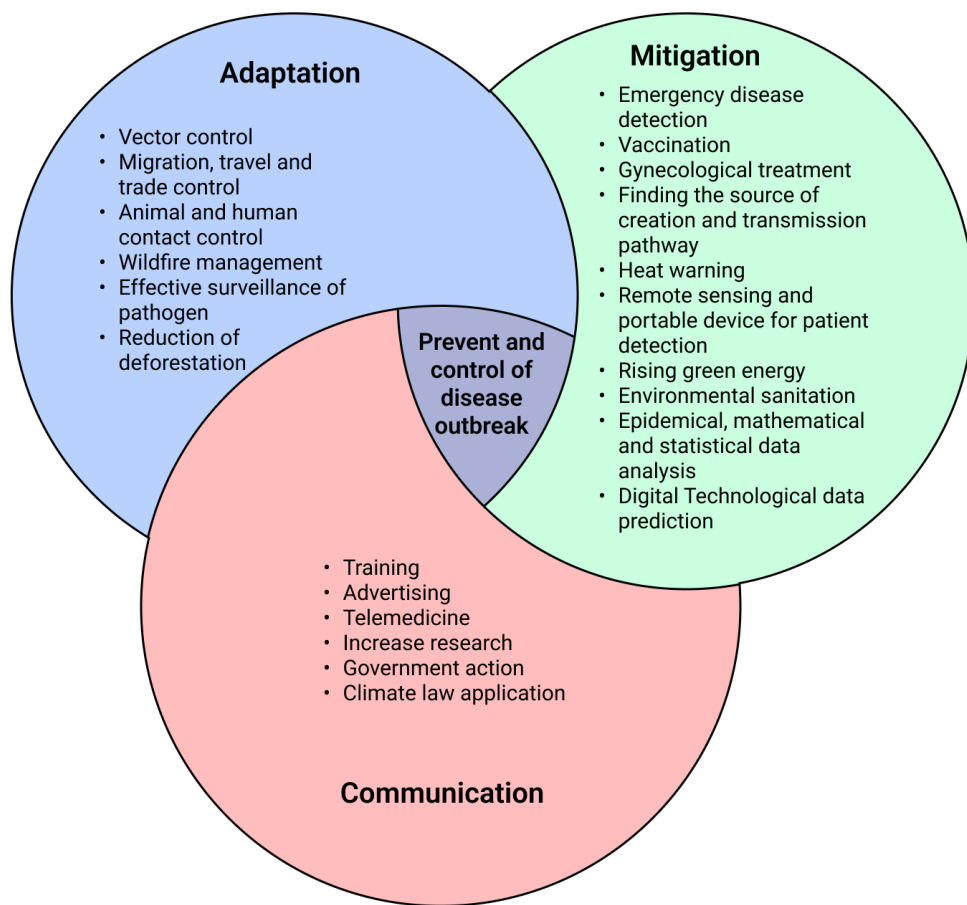 Adaptation
• Vector control
• Migration, travel and
trade control
• Animal and human
contact control
• Wildfire management
• Effective surveillance of
pathogen
• Reduction of
deforestation
Mitigation
• Emergency disease
detection
• Vaccination
• Gynecological treatment
• Finding the source of
creation and transmission
pathway
• Heat warning
• Remote sensing and
portable device for patient
detection
• Rising green energy
• Environmental sanitation
• Epidemical, mathematical
and statistical data
analysis
• Digital Technological data
prediction
Prevent and
control of
disease
outbreak
• Training
• Advertising
• Telemedicine
• Increase research
• Government action
• Climate law application
Communication